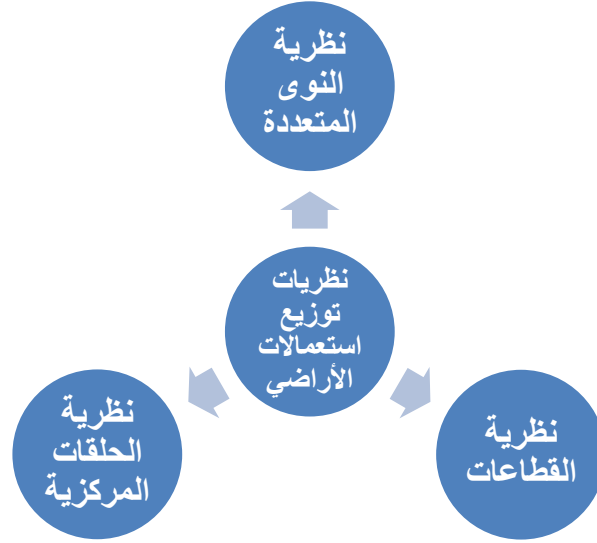 نظرية
النوى
المتعددة
نظريات
توزيع
استعمالات
الأراضي
نظرية
القطاعات
نظرية
الحلقات
المركزية